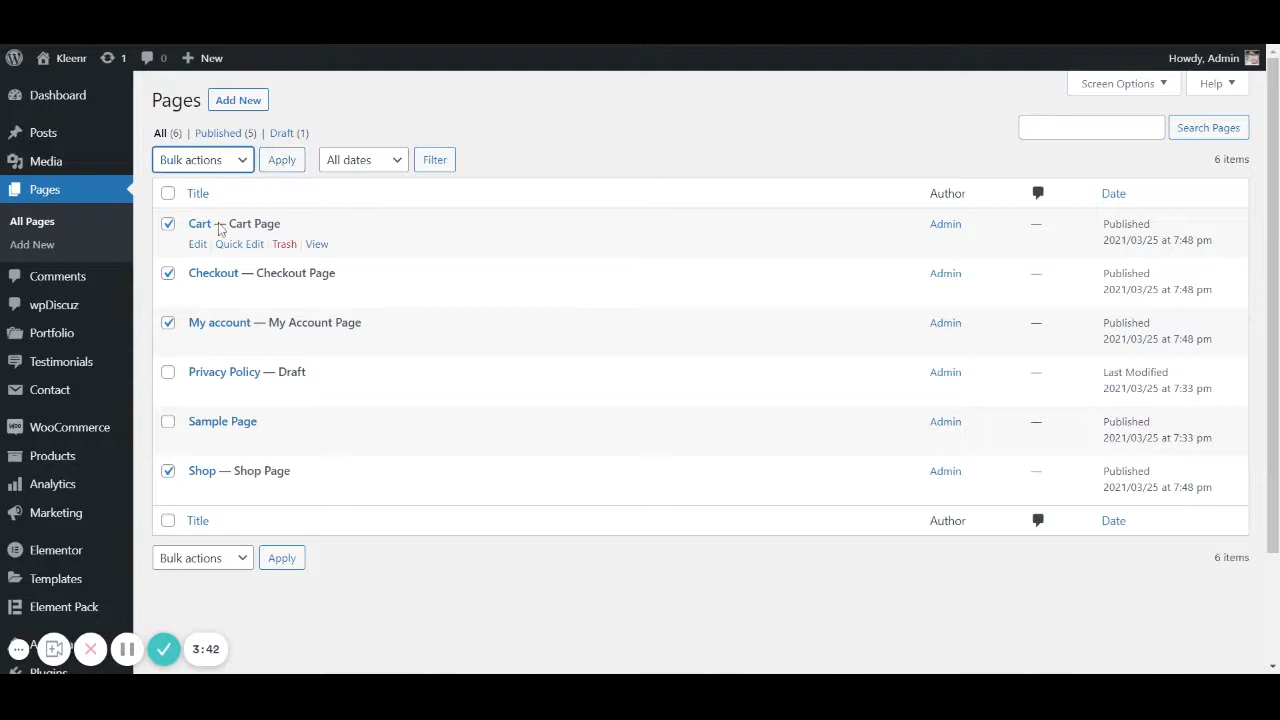 Kleenr 1 0 New Howdy, Admin
Dashboard
Posts
Media
Pages
All Pages
Add New
Comments
wpDiscuz
Portfolio
Testimonials
Contact
WooCommerce
Products
Analytics
Marketing
Elementor
Templates
Element Pack
Plugins
3:42
Screen Options Help
Pages Add New
All (6) | Published (5) | Draft (1)
Search Pages
Bulk actions Apply All dates Filter 6 items
Title Author Date
Cart — Cart Page Admin — Published
Edit | Quick Edit | Trash | View 2021/03/25 at 7:48 pm
Checkout — Checkout Page Admin — Published
2021/03/25 at 7:48 pm
My account — My Account Page Admin — Published
2021/03/25 at 7:48 pm
Privacy Policy — Draft Admin — Last Modified
2021/03/25 at 7:33 pm
Sample Page Admin — Published
2021/03/25 at 7:33 pm
Shop — Shop Page Admin — Published
2021/03/25 at 7:48 pm
Title Author Date
Bulk actions Apply 6 items